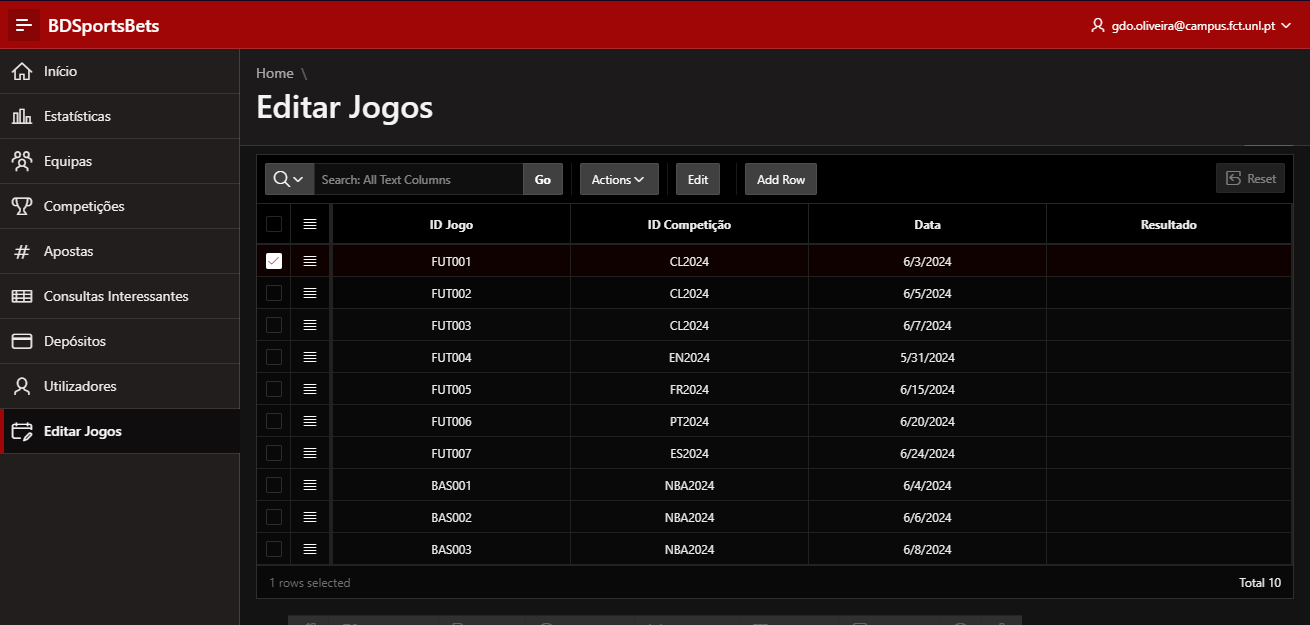 BDSportsBets
gdo.oliveira@campus.fct.unl.pt
Início
Estatísticas
Equipas
Competições
Apostas
Consultas Interessantes
Depósitos
Utilizadores
Editar Jogos
Home \
Editar Jogos
Search: All Text Columns Go Actions Edit Add Row Reset
ID Jogo ID Competição Data Resultado
FUT001 CL2024 6/3/2024
FUT002 CL2024 6/5/2024
FUT003 CL2024 6/7/2024
FUT004 EN2024 5/31/2024
FUT005 FR2024 6/15/2024
FUT006 PT2024 6/20/2024
FUT007 ES2024 6/24/2024
BAS001 NBA2024 6/4/2024
BAS002 NBA2024 6/6/2024
BAS003 NBA2024 6/8/2024
1 rows selected Total 10